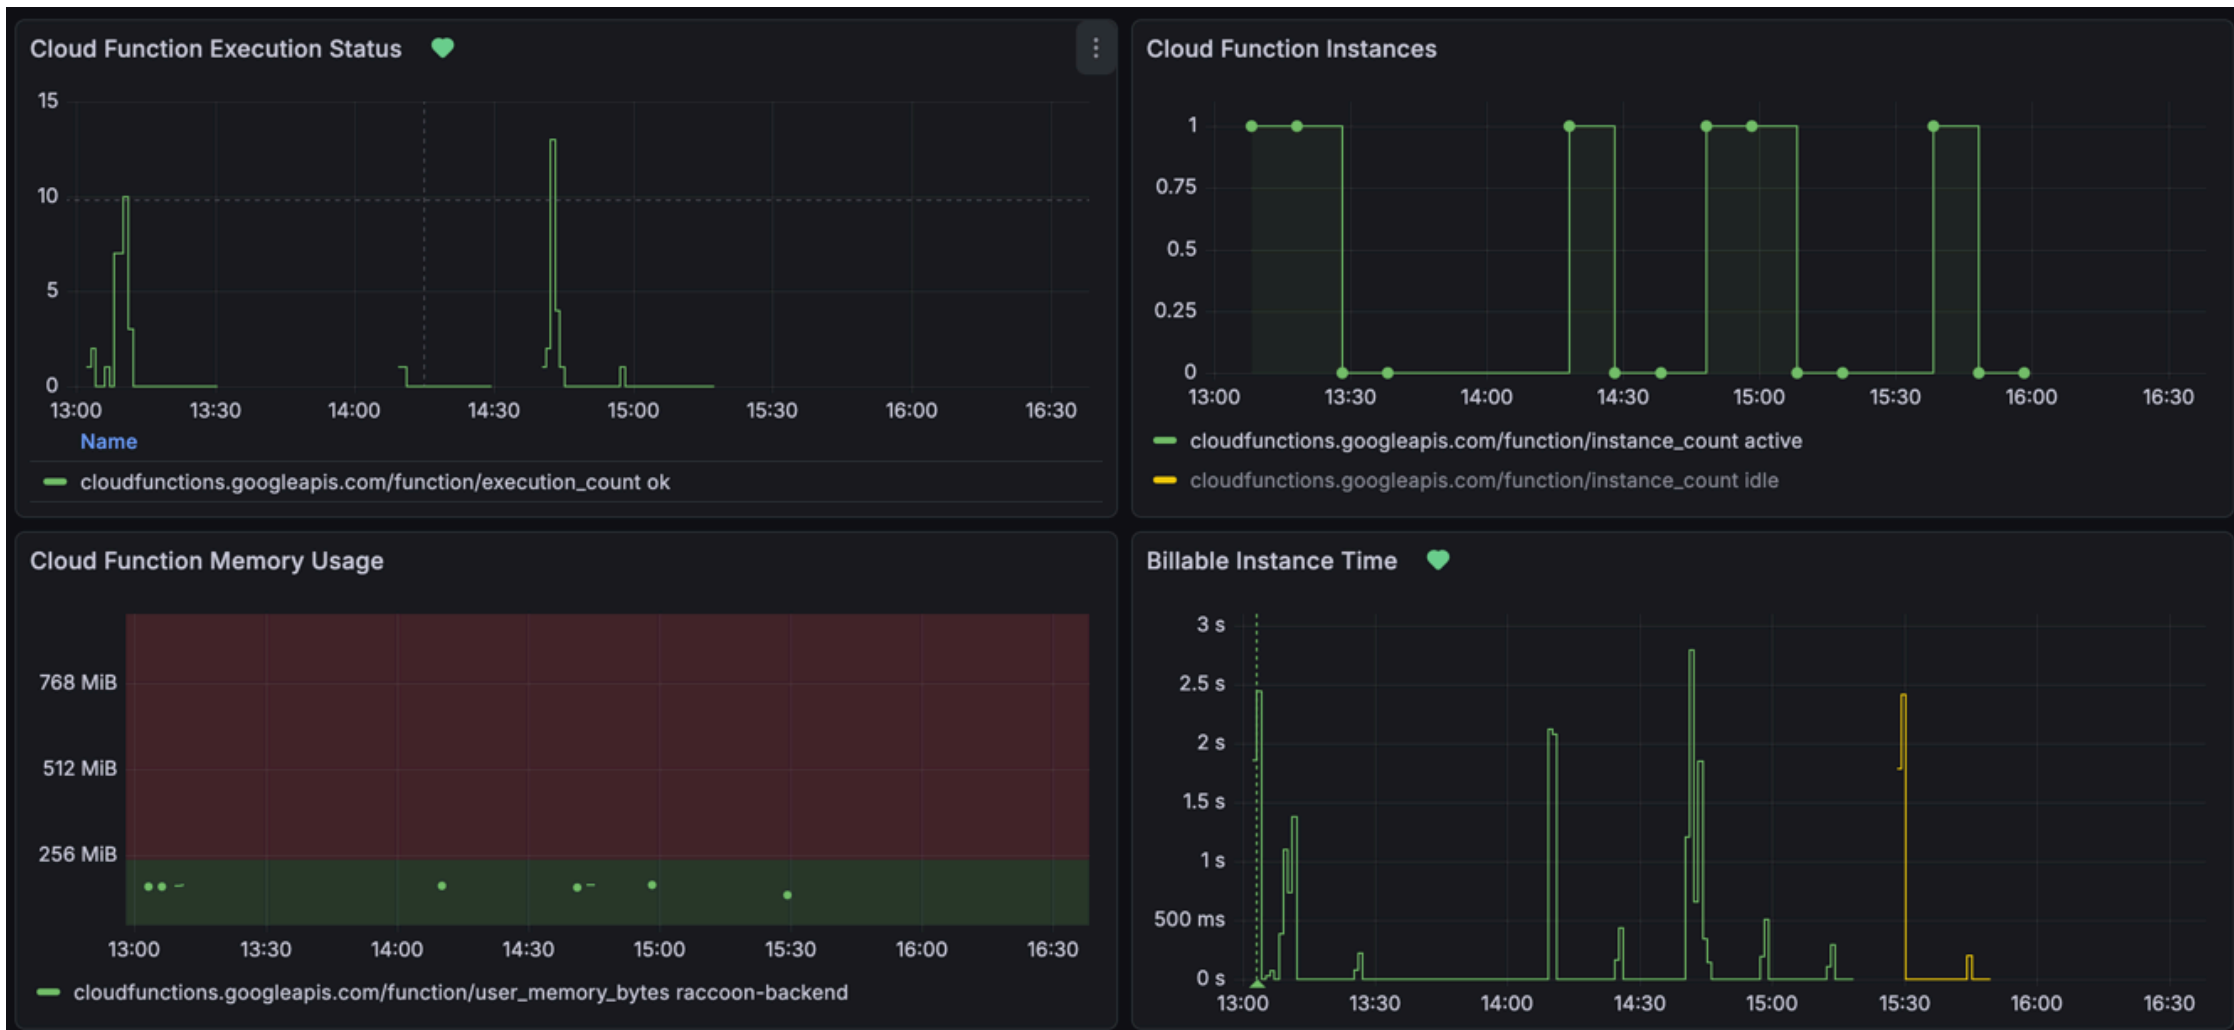 Cloud Function Execution Status
15
10
5
0
13:00 13:30 14:00 14:30 15:00 15:30 16:00 16:30
Name
cloudfunctions.googleapis.com/function/execution_count ok
Cloud Function Instances
1
0.75
0.5
0.25
0
13:00 13:30 14:00 14:30 15:00 15:30 16:00 16:30
cloudfunctions.googleapis.com/function/instance_count active
cloudfunctions.googleapis.com/function/instance_count idle
Cloud Function Memory Usage
768 MiB
512 MiB
256 MiB
13:00 13:30 14:00 14:30 15:00 15:30 16:00 16:30
cloudfunctions.googleapis.com/function/user_memory_bytes raccoon-backend
Billable Instance Time
3 s
2.5 s
2 s
1.5 s
1 s
500 ms
0 s
13:00 13:30 14:00 14:30 15:00 15:30 16:00 16:30